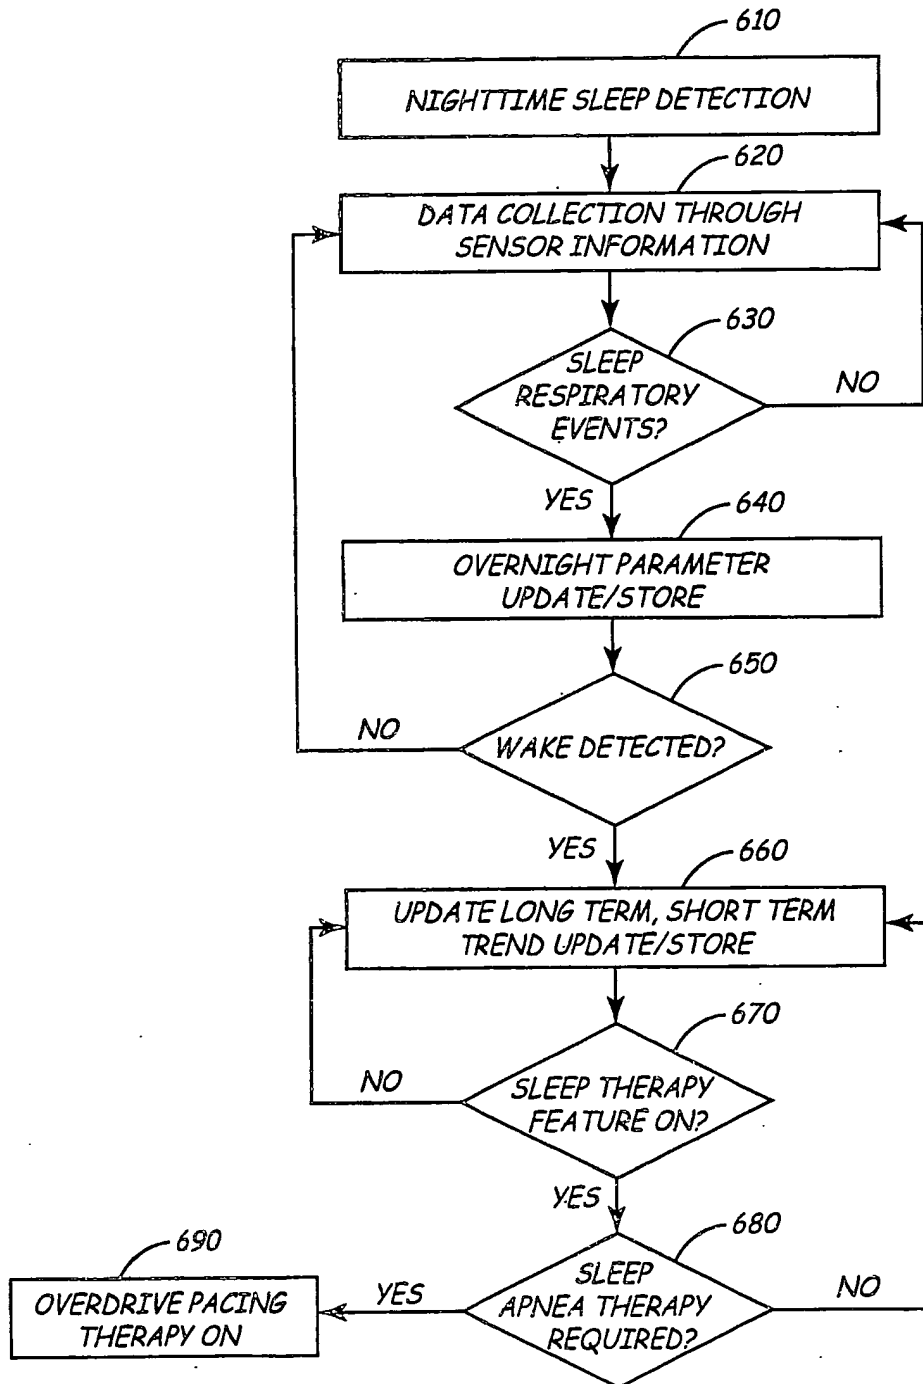 610
NIGHTTIME SLEEP DETECTION
620
DATA COLLECTION THROUGH
SENSOR INFORMATION
630
SLEEP
RESPIRATORY
EVENTS?
NO
YES
640
OVERNIGHT PARAMETER
UPDATE/STORE
650
NO
WAKE DETECTED?
YES
660
UPDATE LONG TERM, SHORT TERM
TREND UPDATE/STORE
670
NO
SLEEP THERAPY
FEATURE ON?
YES
680
690
SLEEP
APNEA THERAPY
REQUIRED?
YES
NO
OVERDRIVE PACING
THERAPY ON